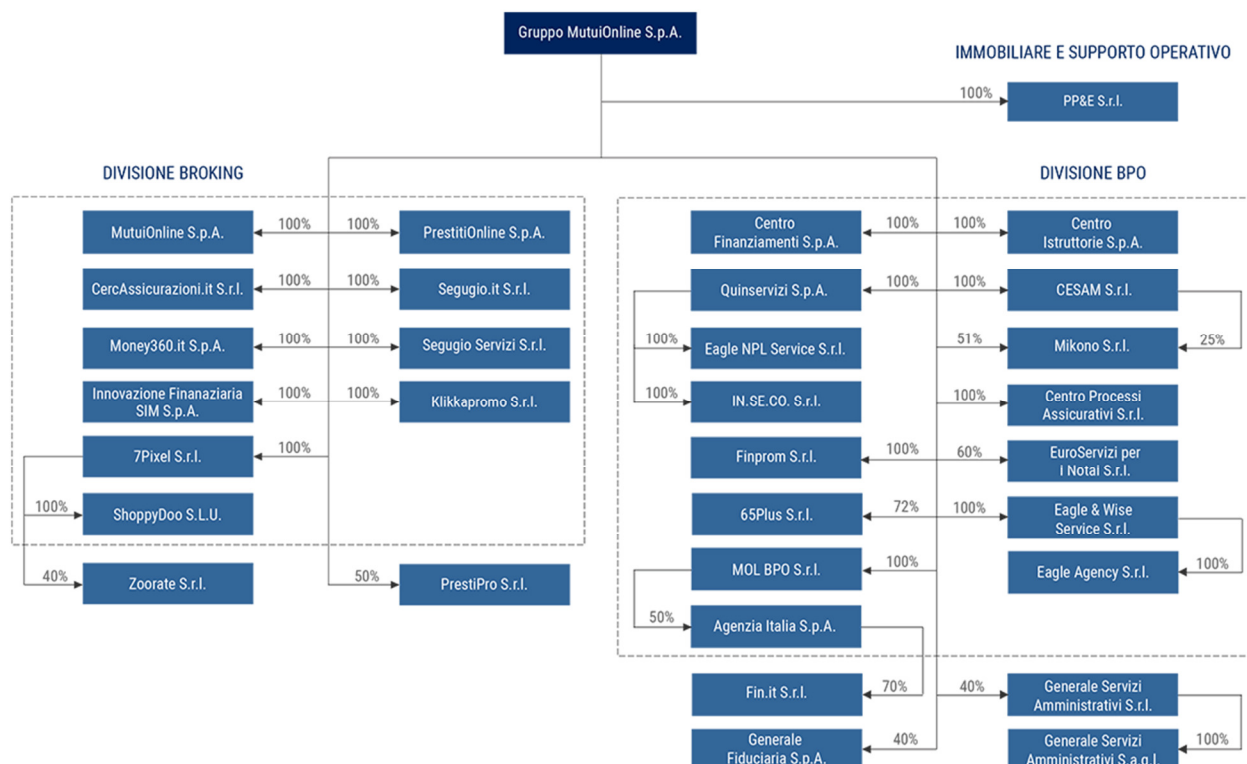 Gruppo MutuiOnline S.p.A.
IMMOBILIARE E SUPPORTO OPERATIVO
100%
PP&E S.r.l.
DIVISIONE BROKING
MutuiOnline S.p.A.
100%
100%
PrestitiOnline S.p.A.
CercAssicurazioni.it S.r.l.
100%
100%
Segugio.it S.r.l.
Money360.it S.p.A.
100%
100%
Segugio Servizi S.r.l.
Innovazione Finanaziaria
SIM S.p.A.
100%
100%
Klikkapromo S.r.l.
7Pixel S.r.l.
100%
100%
ShoppyDoo S.L.U.
40%
Zoorate S.r.l.
50%
PrestiPro S.r.l.
DIVISIONE BPO
Centro
Finanziamenti S.p.A.
100%
100%
Centro
Istruttorie S.p.A.
Quinservizi S.p.A.
100%
100%
CESAM S.r.l.
100%
Eagle NPL Service S.r.l.
51%
Mikono S.r.l.
25%
100%
IN.SE.CO. S.r.l.
100%
Centro Processi
Assicurativi S.r.l.
Finprom S.r.l.
100%
60%
EuroServizi per
i Notai S.r.l.
65Plus S.r.l.
72%
100%
Eagle & Wise
Service S.r.l.
MOL BPO S.r.l.
100%
Eagle Agency S.r.l.
100%
50%
Agenzia Italia S.p.A.
Fin.it S.r.l.
70%
40%
Generale Servizi
Amministrativi S.r.l.
Generale
Fiduciaria S.p.A.
40%
Generale Servizi
Amministrativi S.a.g.l.
100%